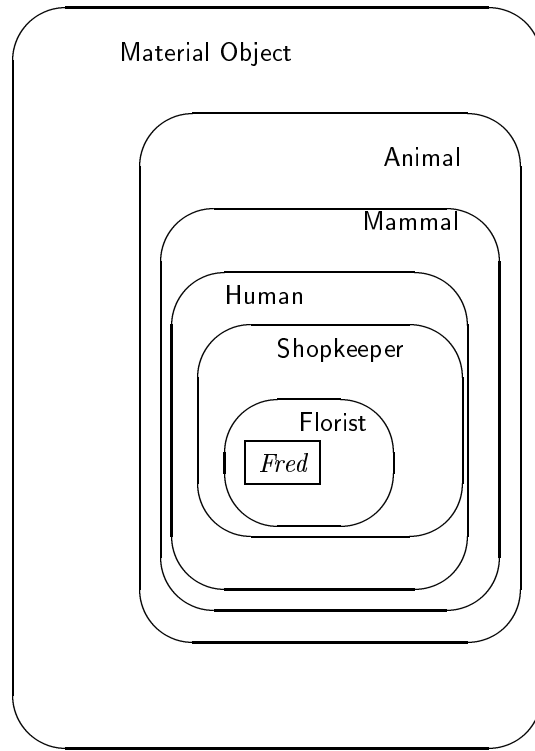 Material Object
Animal
Mammal
Human
Shopkeeper
Florist
Fred